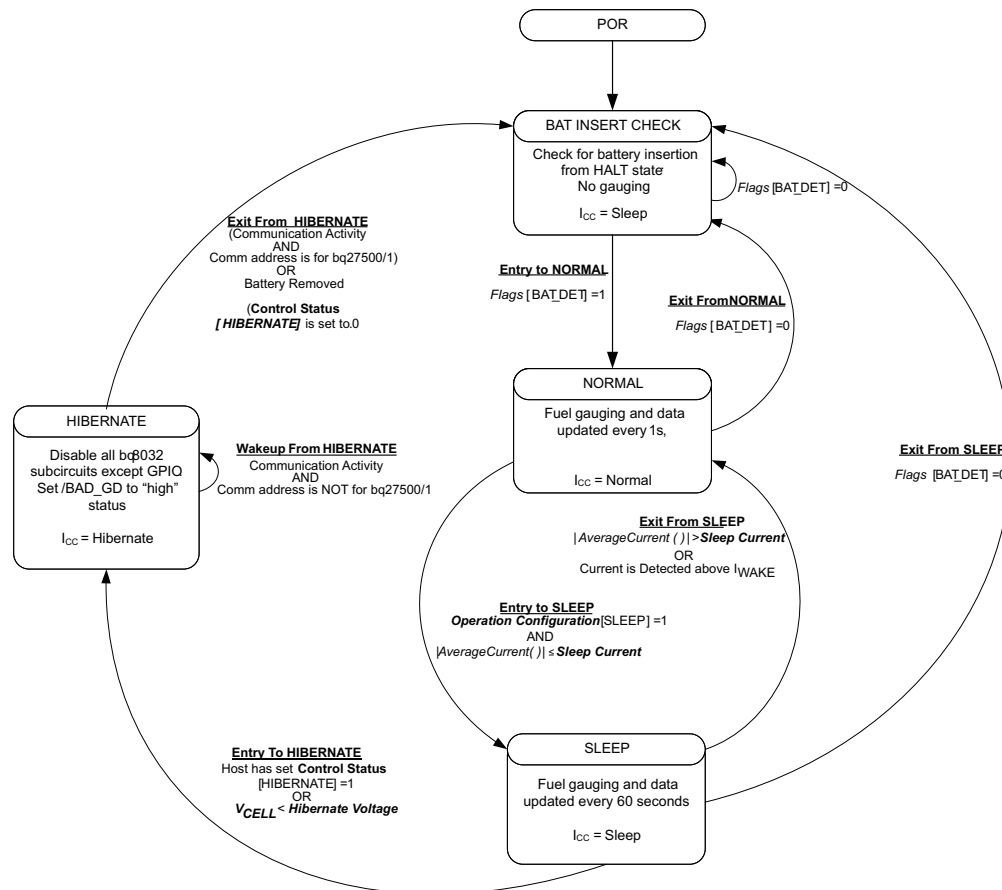 POR
BAT INSERT CHECK
Check for battery insertion
from HALT state.
No gauging
I_CC = Sleep
Flags [BAT_DET] =0
Exit From HIBERNATE
(Communication Activity
AND
Comm address is for bq27500/1)
OR
Battery Removed
(Control Status
[HIBERNATE] is set to.0
Entry to NORMAL
Flags [BAT_DET] =1
Exit From NORMAL
Flags [BAT_DET] =0
NORMAL
Fuel gauging and data
updated every 1s,
I_CC = Normal
HIBERNATE
Disable all bq8032
subcircuits except GPIQ
Set /BAD_GD to “high”
status
I_CC = Hibernate
Wakeup From HIBERNATE
Communication Activity
AND
Comm address is NOT for bq27500/1
Exit From SLEEP
Flags [BAT_DET] =0
Exit From SLEEP
| AverageCurrent ( ) | > Sleep Current
OR
Current is Detected above I_WAKE
Entry to SLEEP
Operation Configuration [SLEEP] =1
AND
|AverageCurrent( )| ≤ Sleep Current
Entry To HIBERNATE
Host has set Control Status
[HIBERNATE] =1
OR
V_CELL < Hibernate Voltage
SLEEP
Fuel gauging and data
updated every 60 seconds
I_CC = Sleep